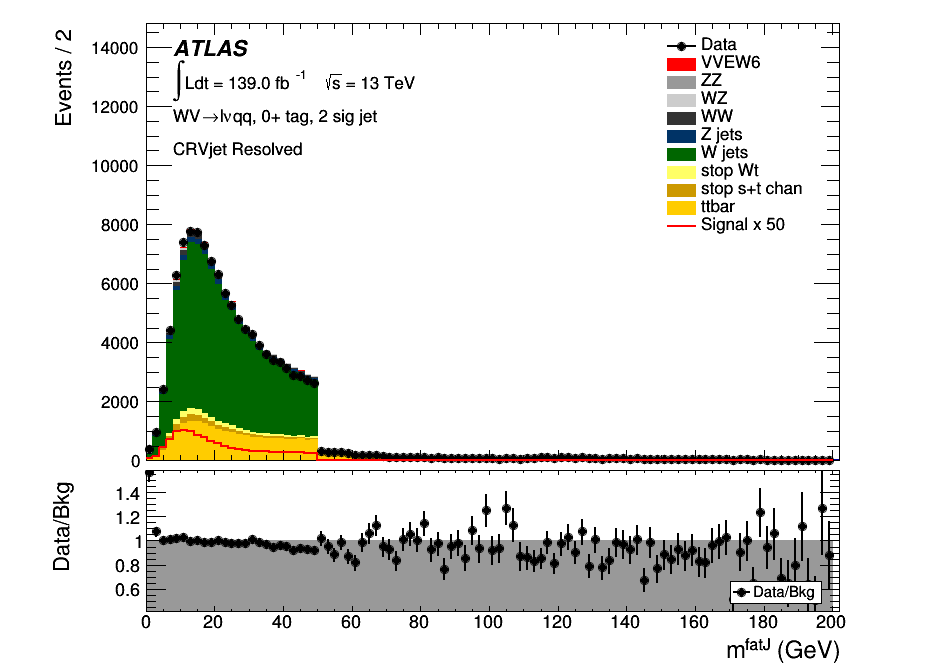 Events / 2
14000
12000
10000
8000
6000
4000
2000
0
ATLAS
∫Ldt = 139.0 fb⁻¹ √s = 13 TeV
WV→lνqq, 0+ tag, 2 sig jet
CRVjet Resolved
Data
VVEW6
ZZ
WZ
WW
Z jets
W jets
stop Wt
stop s+t chan
ttbar
Signal x 50
Data/Bkg
1.4
1.2
1
0.8
0.6
Data/Bkg
0 20 40 60 80 100 120 140 160 180 200
m^fatJ (GeV)